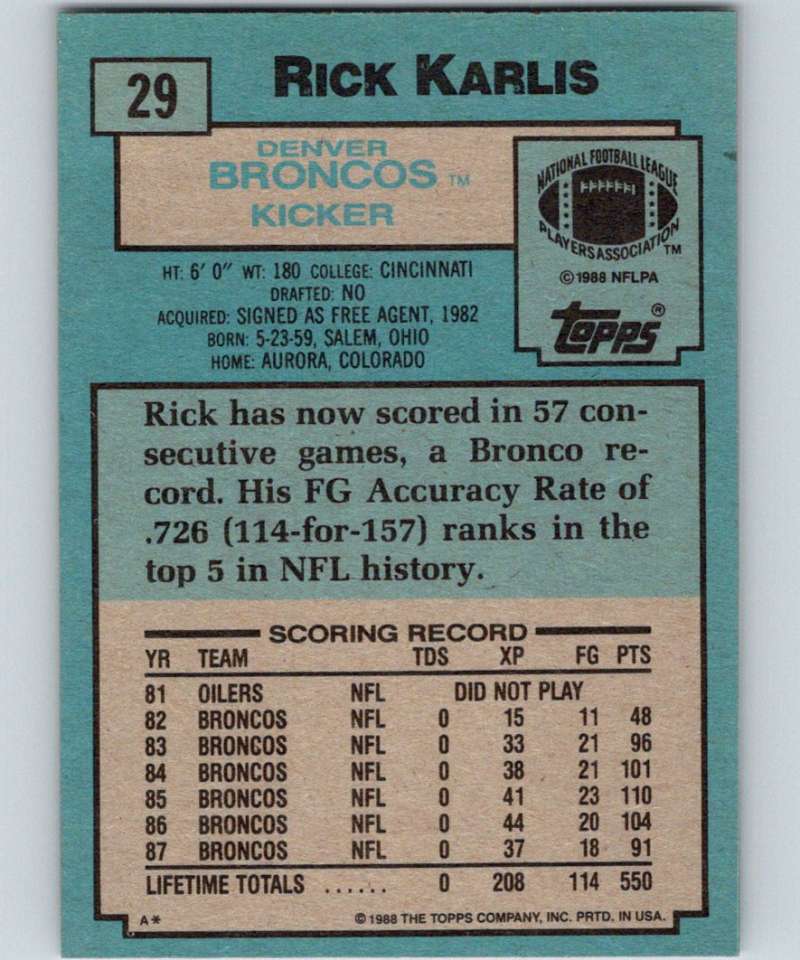 29
RICK KARLIS
DENVER
BRONCOS ™
KICKER
NATIONAL FOOTBALL LEAGUE
PLAYERS ASSOCIATION™
©1988 NFLPA
Topps®
HT: 6' 0" WT: 180 COLLEGE: CINCINNATI
DRAFTED: NO
ACQUIRED: SIGNED AS FREE AGENT, 1982
BORN: 5-23-59, SALEM, OHIO
HOME: AURORA, COLORADO
Rick has now scored in 57 con-
secutive games, a Bronco re-
cord. His FG Accuracy Rate of
.726 (114-for-157) ranks in the
top 5 in NFL history.
SCORING RECORD
YR TEAM TDS XP FG PTS
81 OILERS NFL DID NOT PLAY
82 BRONCOS NFL 0 15 11 48
83 BRONCOS NFL 0 33 21 96
84 BRONCOS NFL 0 38 21 101
85 BRONCOS NFL 0 41 23 110
86 BRONCOS NFL 0 44 20 104
87 BRONCOS NFL 0 37 18 91
LIFETIME TOTALS ...... 0 208 114 550
A* ©1988 THE TOPPS COMPANY, INC. PRTD. IN USA.